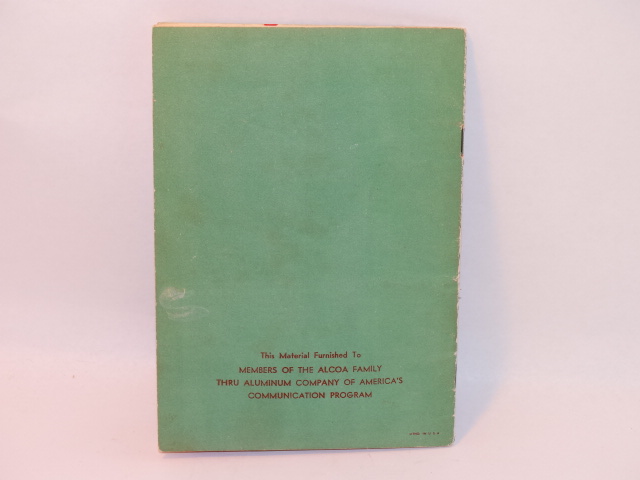 This Material Furnished To
MEMBERS OF THE ALCOA FAMILY
THRU ALUMINUM COMPANY OF AMERICA'S
COMMUNICATION PROGRAM